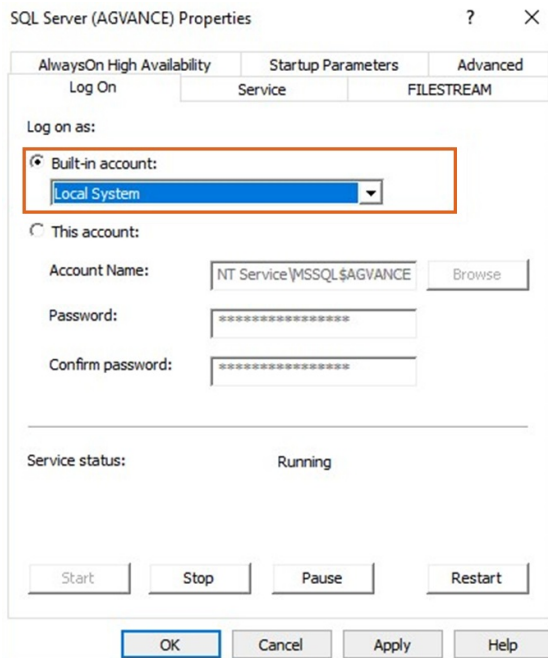 SQL Server (AGVANCE) Properties ? ×
AlwaysOn High Availability Startup Parameters Advanced
Log On Service FILESTREAM
Log on as:
Built-in account:
Local System
This account:
Account Name: NT Service\MSSQL$AGVANCE Browse
Password: ****************
Confirm password: ****************
Service status: Running
Start Stop Pause Restart
OK Cancel Apply Help